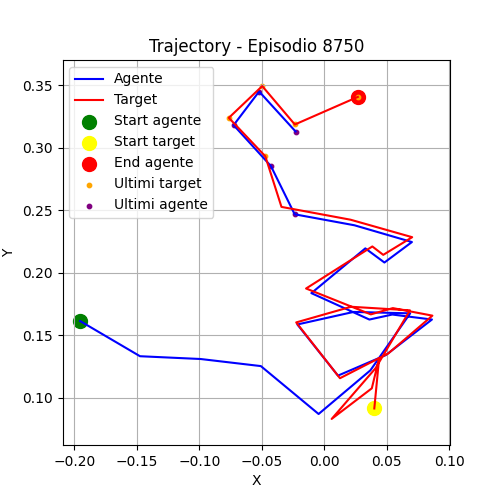 Trajectory - Episodio 8750
Agente
Target
Start agente
Start target
End agente
Ultimi target
Ultimi agente
Y
0.35
0.30
0.25
0.20
0.15
0.10
−0.20
−0.15
−0.10
−0.05
0.00
0.05
0.10
X